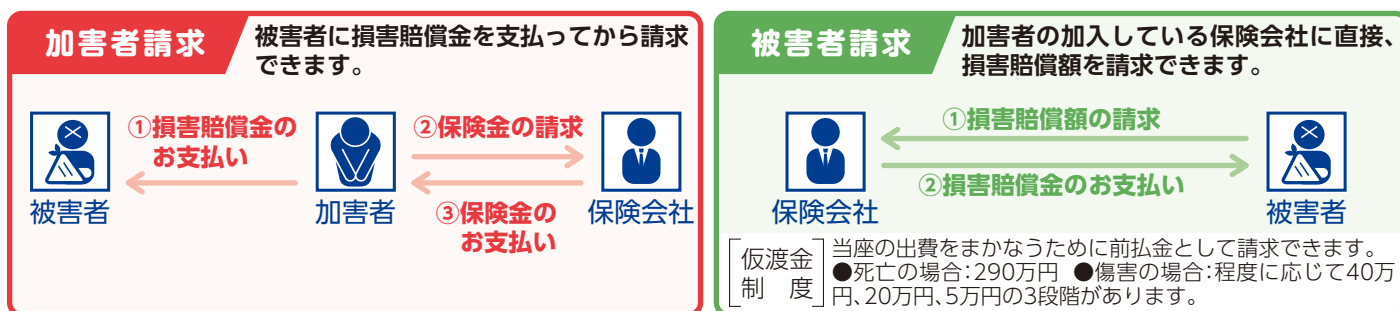 加害者請求
被害者に損害賠償金を支払ってから請求
できます。
①損害賠償金の
お支払い
②保険金の請求
③保険金の
お支払い
被害者
加害者
保険会社
被害者請求
加害者の加入している保険会社に直接、
損害賠償額を請求できます。
①損害賠償額の請求
②損害賠償金のお支払い
保険会社
被害者
仮渡金
制　度
当座の出費をまかなうために前払金として請求できます。
●死亡の場合:290万円 ●傷害の場合:程度に応じて40万
円、20万円、5万円の3段階があります。